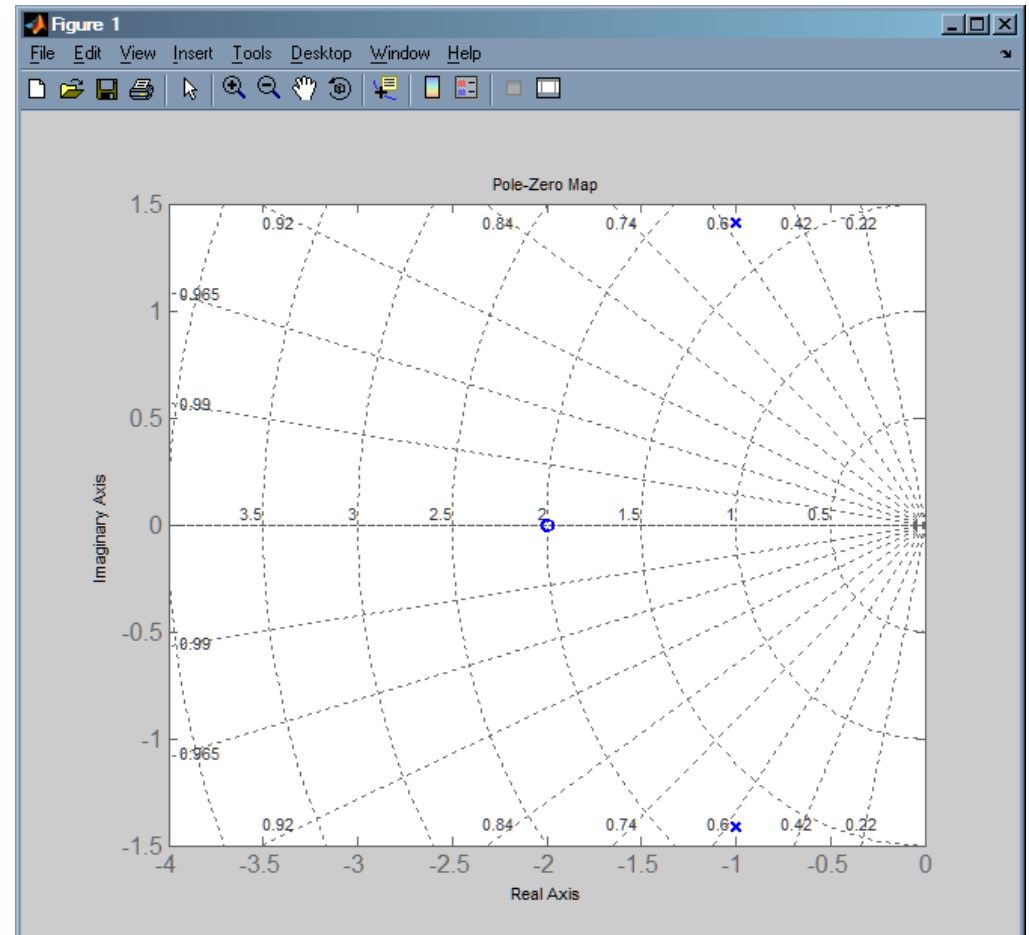 Figure 1
File Edit View Insert Tools Desktop Window Help
Pole-Zero Map
1.5
0.92 0.84 0.74 0.6 0.42 0.22
0.965
1
0.99
0.5
Imaginary Axis
3.5 3 2.5 2 1.5 1 0.5
0
-0.5
0.99
-1
0.965
0.92 0.84 0.74 0.6 0.42 0.22
-1.5
-4 -3.5 -3 -2.5 -2 -1.5 -1 -0.5 0
Real Axis